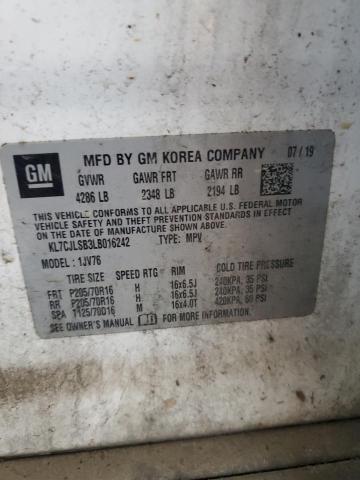 GM
MFD BY GM KOREA COMPANY 07/19
GVWR GAWR FRT GAWR RR
4286 LB 2348 LB 2194 LB
THIS VEHICLE CONFORMS TO ALL APPLICABLE U.S. FEDERAL MOTOR
VEHICLE SAFETY AND THEFT PREVENTION STANDARDS IN EFFECT ON THE
DATE OF MANUFACTURE SHOWN ABOVE.
KL7CJLSB3LB016242 TYPE: MPV
MODEL: 1JV76
TIRE SIZE SPEED RTG RIM COLD TIRE PRESSURE
FRT P205/70R16 H 16x6.5J 240KPA, 35 PSI
RR P205/70R16 H 16x6.5J 240KPA, 35 PSI
SPA T125/70D16 M 16x4.0T 420KPA, 60 PSI
SEE OWNER'S MANUAL FOR MORE INFORMATION.